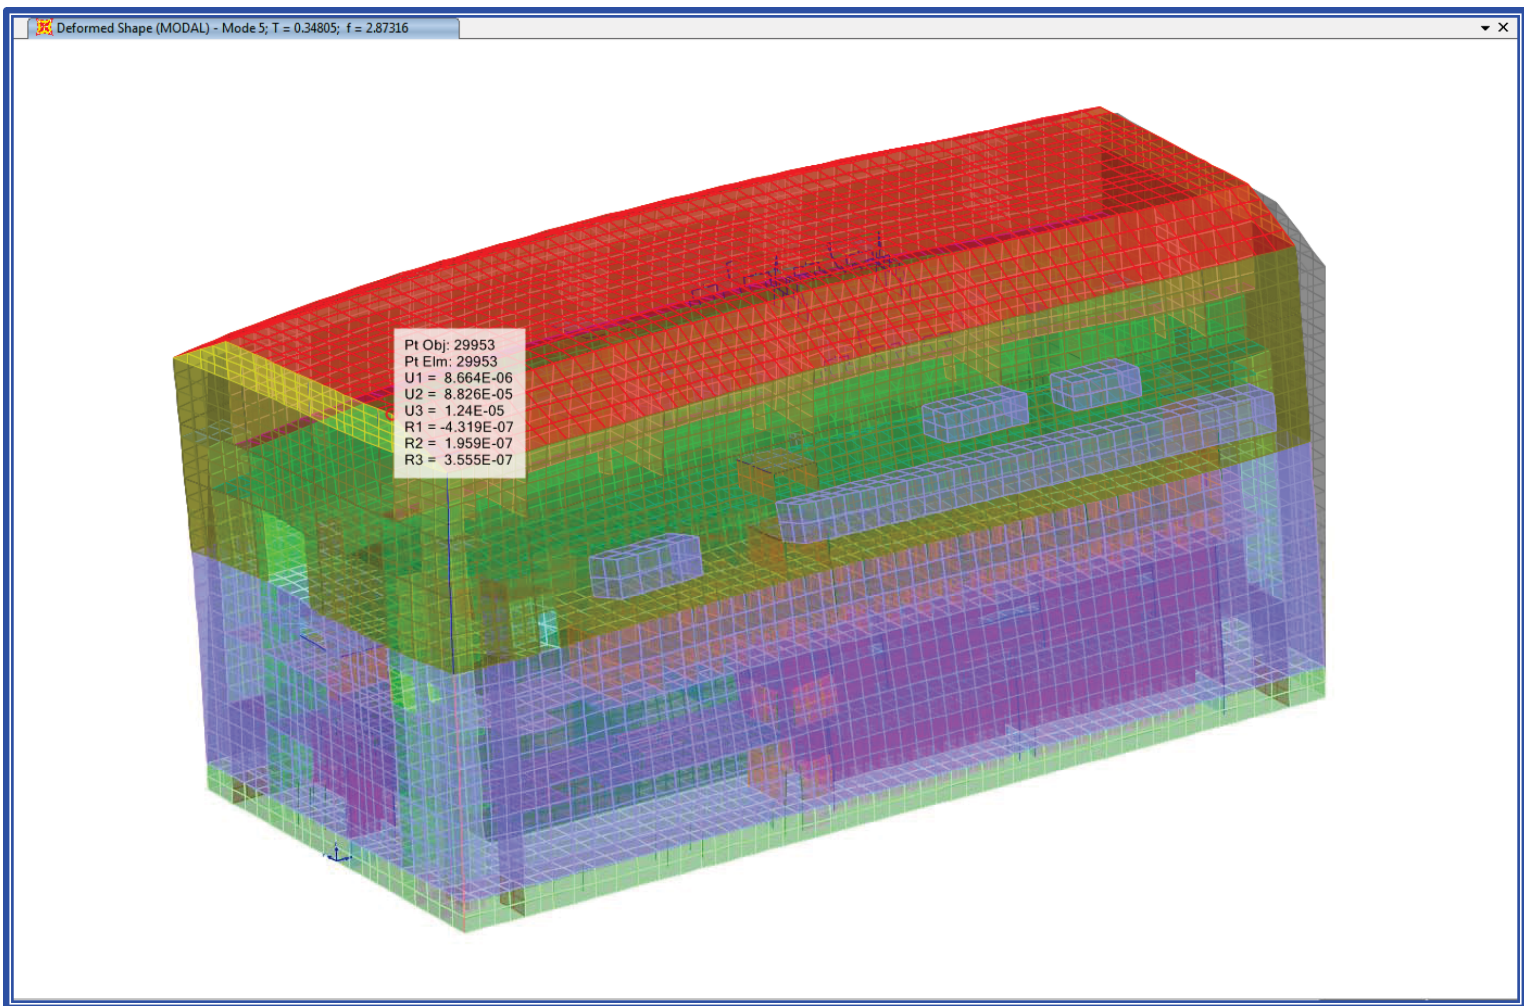 Deformed Shape (MODAL) - Mode 5; T = 0.34805; f = 2.87316
Pt Obj: 29953
Pt Elm: 29953
U1 = 8.664E-06
U2 = 8.826E-05
U3 = 1.24E-05
R1 = -4.319E-07
R2 = 1.959E-07
R3 = 3.555E-07